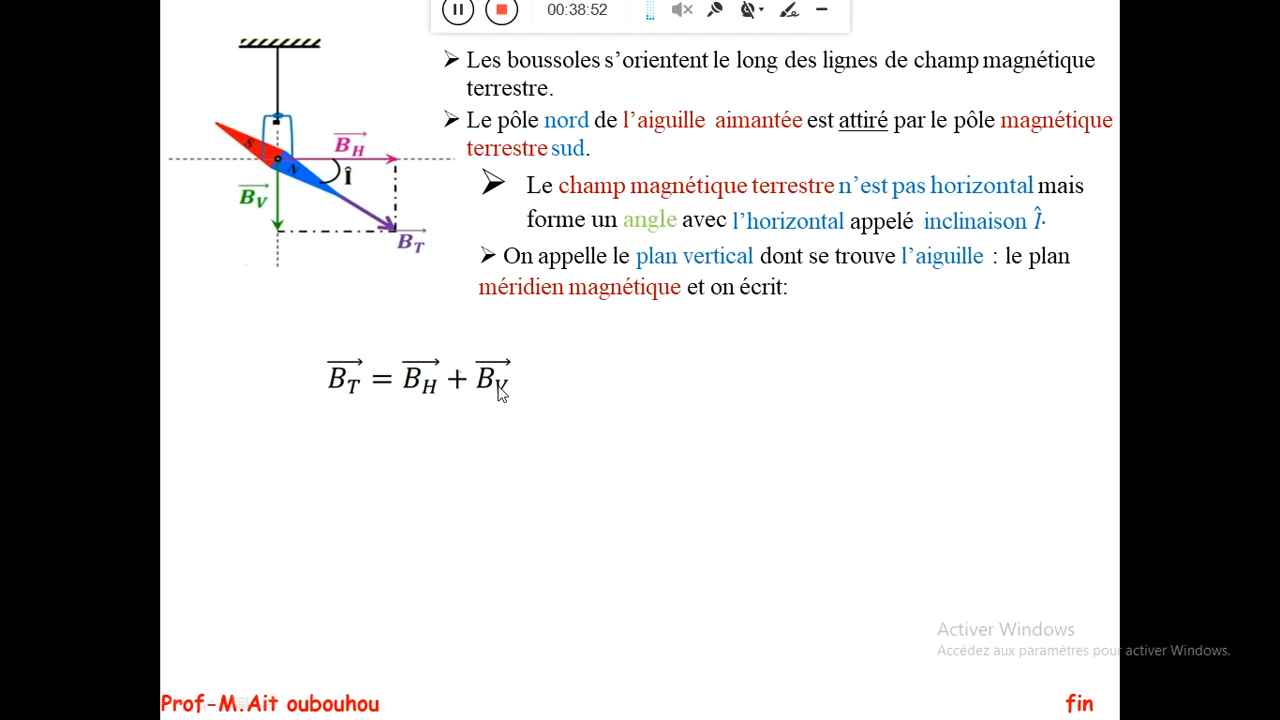 00:38:52
➢ Les boussoles s’orientent le long des lignes de champ magnétique
terrestre.
➢ Le pôle nord de l’aiguille aimantée est attiré par le pôle magnétique
terrestre sud.
➢ Le champ magnétique terrestre n’est pas horizontal mais
forme un angle avec l’horizontal appelé inclinaison Î.
➢ On appelle le plan vertical dont se trouve l’aiguille : le plan
méridien magnétique et on écrit:
S
N
B_H
Î
B_V
B_T
B_T = B_H + B_V
Activer Windows
Accédez aux paramètres pour activer Windows.
Prof-M.Ait oubouhou
fin